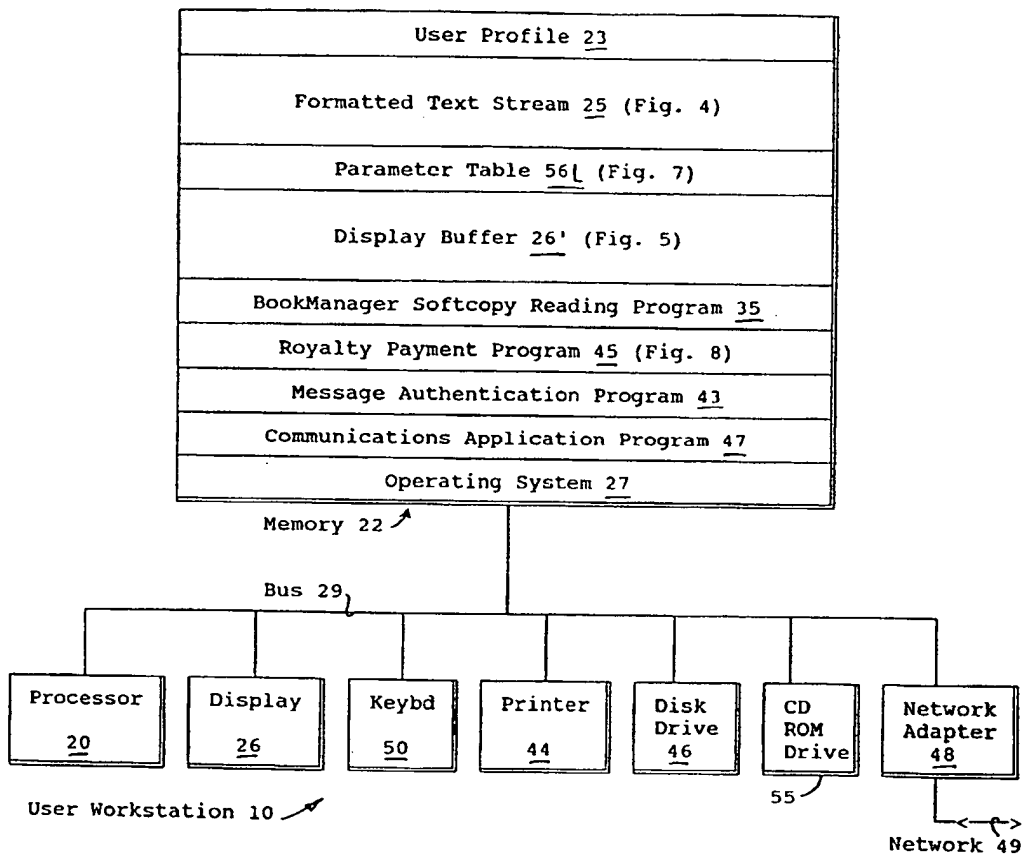 User Profile 23
Formatted Text Stream 25 (Fig. 4)
Parameter Table 56L (Fig. 7)
Display Buffer 26' (Fig. 5)
BookManager Softcopy Reading Program 35
Royalty Payment Program 45 (Fig. 8)
Message Authentication Program 43
Communications Application Program 47
Operating System 27
Memory 22
Bus 29
Processor
20
Display
26
Keybd
50
Printer
44
Disk
Drive
46
CD
ROM
Drive
55
Network
Adapter
48
User Workstation 10
Network 49